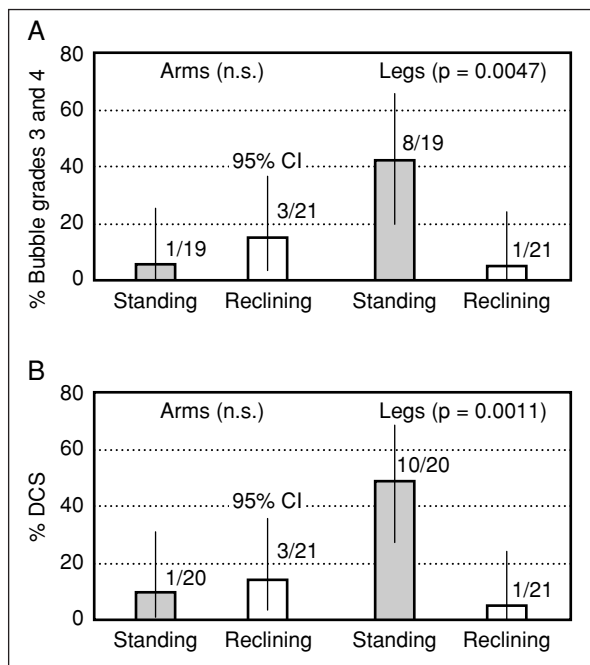 A
% Bubble grades 3 and 4
80
60
40
20
0
Arms (n.s.)
Legs (p = 0.0047)
95% CI
1/19
3/21
8/19
1/21
Standing Reclining Standing Reclining
B
% DCS
80
60
40
20
0
Arms (n.s.)
Legs (p = 0.0011)
95% CI
1/20
3/21
10/20
1/21
Standing Reclining Standing Reclining